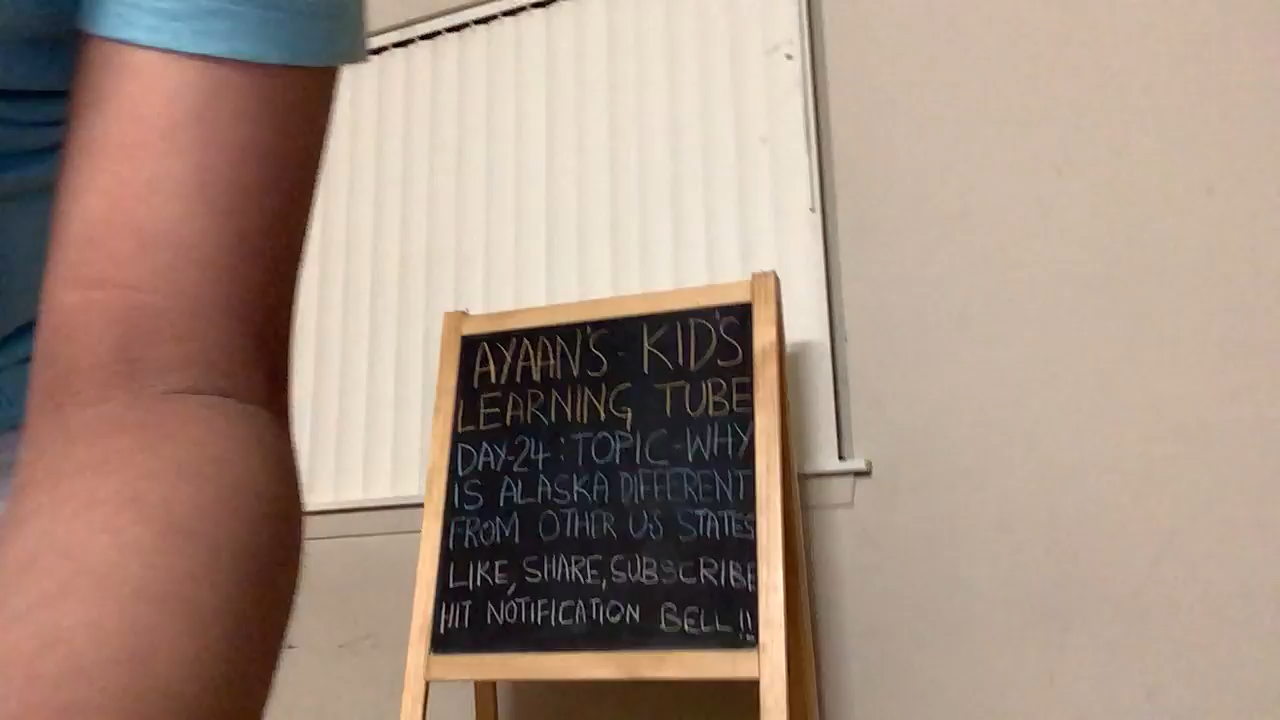 AYAAN'S - KID'S
LEARNING TUBE
DAY-24 : TOPIC-WHY
IS ALASKA DIFFERENT
FROM OTHER US STATES
LIKE, SHARE, SUBSCRIBE
HIT NOTIFICATION BELL !!